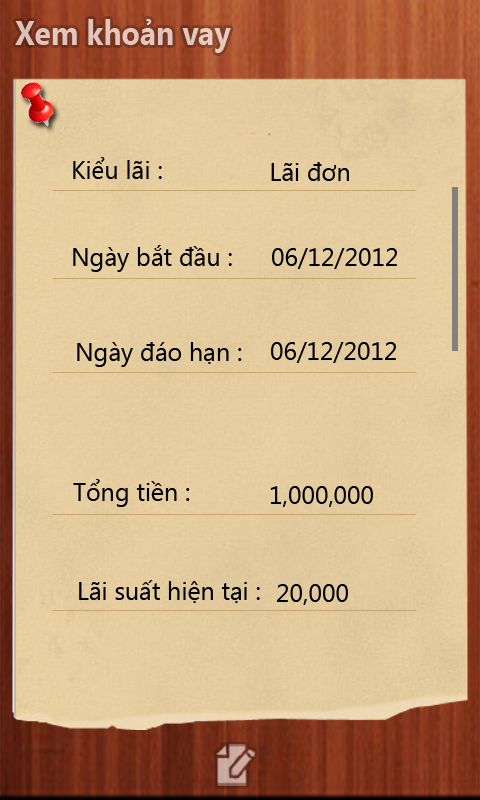 Xem khoản vay
Kiểu lãi : Lãi đơn
Ngày bắt đầu : 06/12/2012
Ngày đáo hạn : 06/12/2012
Tổng tiền : 1,000,000
Lãi suất hiện tại : 20,000